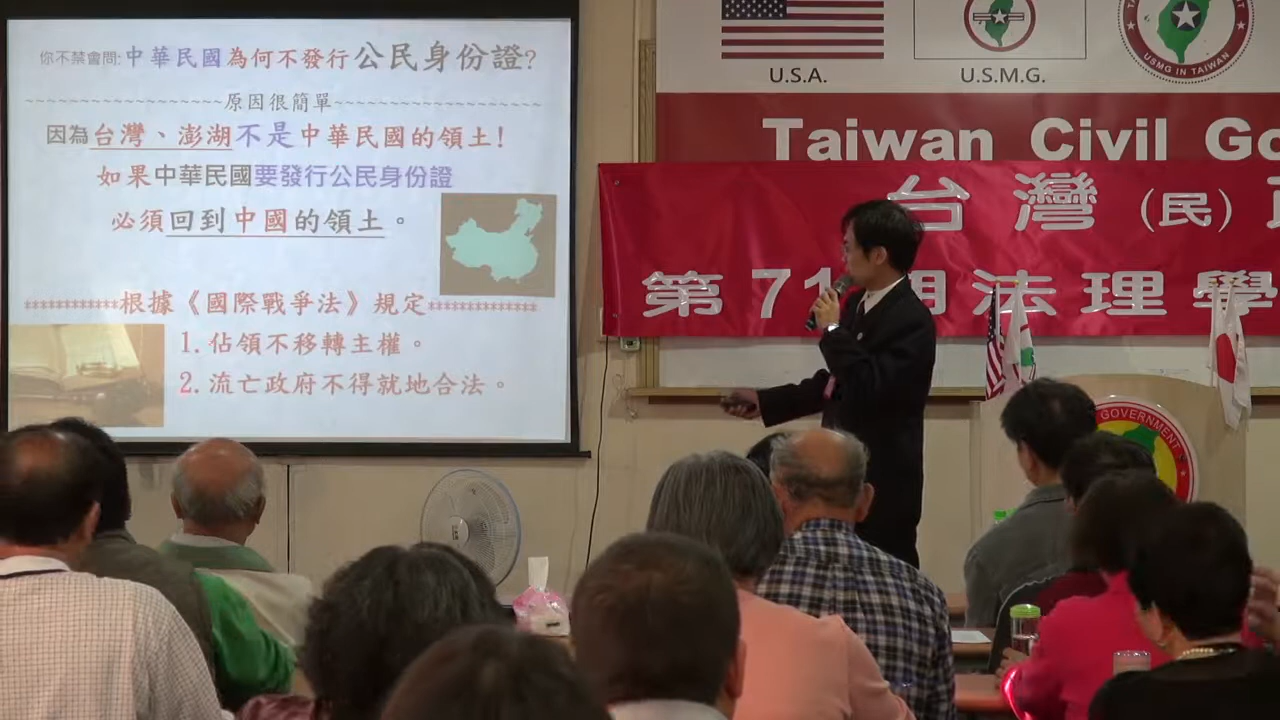 你不禁會問:中華民國為何不發行公民身份證?
~~~~~~~~~~~~~~~~~原因很簡單~~~~~~~~~~~~~~~~~
因為台灣、澎湖不是中華民國的領土!
如果中華民國要發行公民身份證
必須回到中國的領土。
************根據《國際戰爭法》規定*************
1.佔領不移轉主權。
2.流亡政府不得就地合法。
U.S.A.
U.S.M.G.
USMG IN TAIWAN
Taiwan Civil Go
台灣(民)
第71期法理學
GOVERNMENT